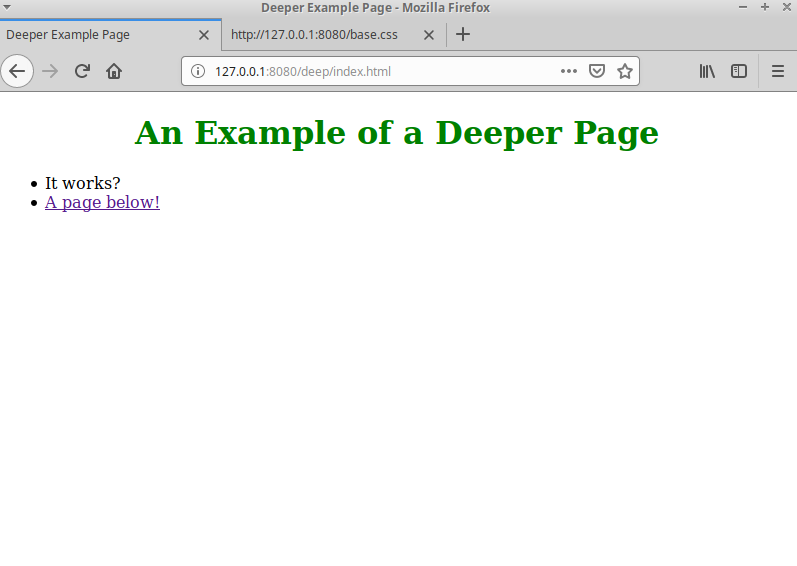 Deeper Example Page - Mozilla Firefox
Deeper Example Page
http://127.0.0.1:8080/base.css
127.0.0.1:8080/deep/index.html
An Example of a Deeper Page
• It works?
• A page below!